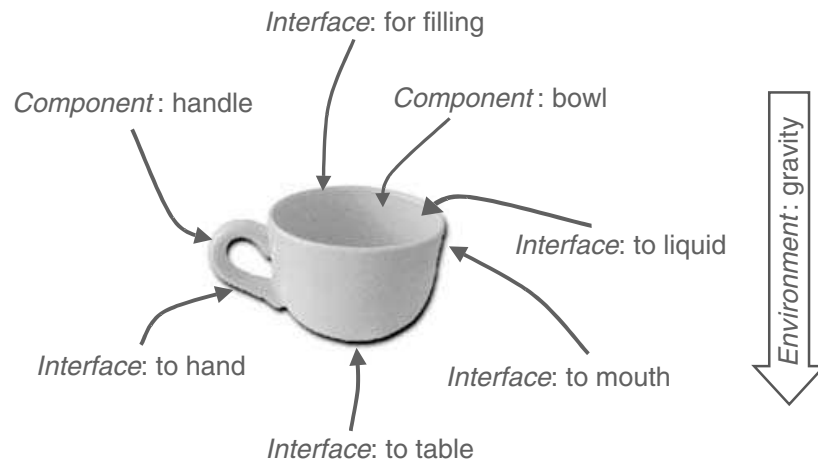 Interface: for filling
Component: handle
Component: bowl
Interface: to liquid
Interface: to hand
Interface: to mouth
Interface: to table
Environment: gravity